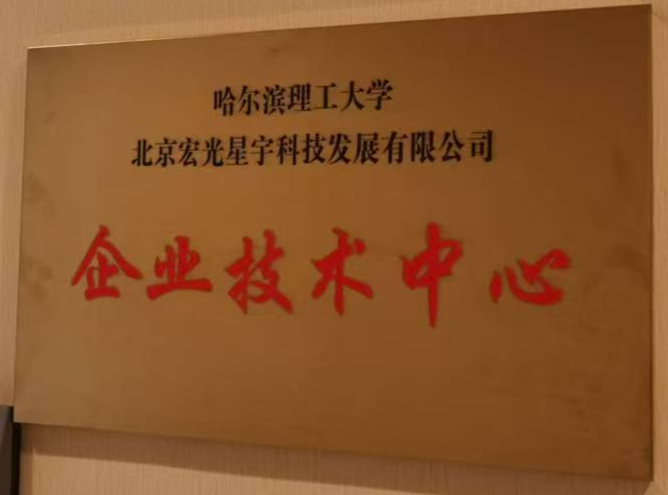 哈尔滨理工大学
北京宏光星宇科技发展有限公司
企业技术中心